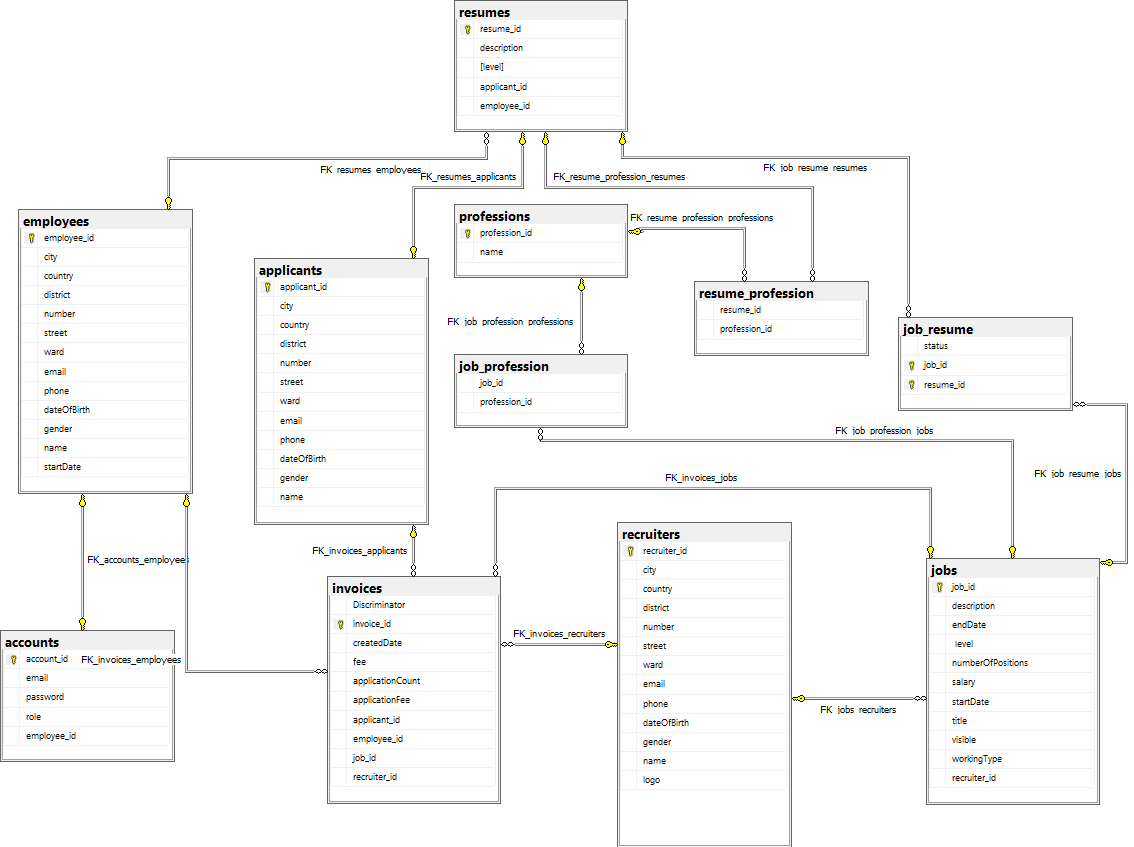 resumes
resume_id
description
[level]
applicant_id
employee_id
FK_resumes_employees
FK_resumes_applicants
FK_resume_profession_resumes
FK_job_resume_resumes
employees
employee_id
city
country
district
number
street
ward
email
phone
dateOfBirth
gender
name
startDate
applicants
applicant_id
city
country
district
number
street
ward
email
phone
dateOfBirth
gender
name
professions
profession_id
name
FK_resume_profession_professions
resume_profession
resume_id
profession_id
FK_job_profession_professions
job_profession
job_id
profession_id
job_resume
status
job_id
resume_id
FK_job_profession_jobs
FK_job_resume_jobs
FK_invoices_jobs
FK_accounts_employees
FK_invoices_applicants
accounts
account_id
email
password
role
employee_id
FK_invoices_employees
invoices
Discriminator
invoice_id
createdDate
fee
applicationCount
applicationFee
applicant_id
employee_id
job_id
recruiter_id
FK_invoices_recruiters
recruiters
recruiter_id
city
country
district
number
street
ward
email
phone
dateOfBirth
gender
name
logo
FK_jobs_recruiters
jobs
job_id
description
endDate
level
numberOfPositions
salary
startDate
title
visible
workingType
recruiter_id